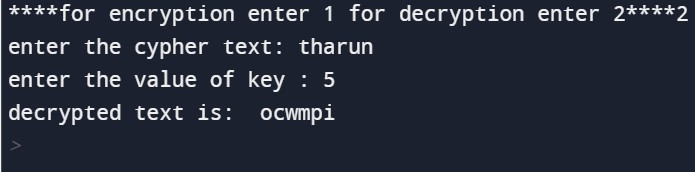 ****for encryption enter 1 for decryption enter 2****2
enter the cypher text: tharun
enter the value of key : 5
decrypted text is:  ocwmpi
>